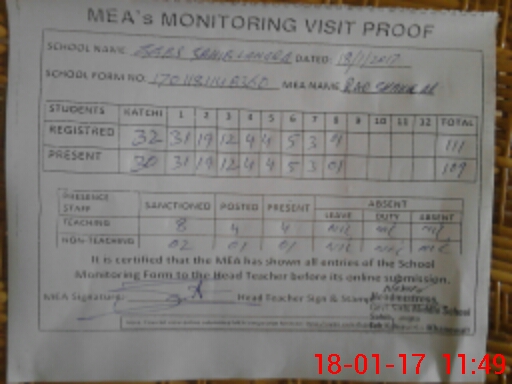 MEA's MONITORING VISIT PROOF
SCHOOL NAME DATED: 18/1/2017
SCHOOL FORM NO. MEA NAME
STUDENTS KATCHI 1 2 3 4 5 6 7 8 9 10 11 12 TOTAL
REGISTRED 32 31 19 12 4 4 5 3 111
PRESENT 30 31 19 12 4 4 5 3 01 109
PRESENCE STAFF SANCTIONED POSTED PRESENT ABSENT
LEAVE DUTY ABSENT
TEACHING 8 4 4 Nil Nil Nil
NON-TEACHING 02 01 01 Nil Nil Nil
It is certified that the MEA has shown all entries of the School
Monitoring Form to the Head Teacher before its online submission.
MEA Signature: Head Teacher Sign & Stamp
Headmistress
School
18-01-17 11:49